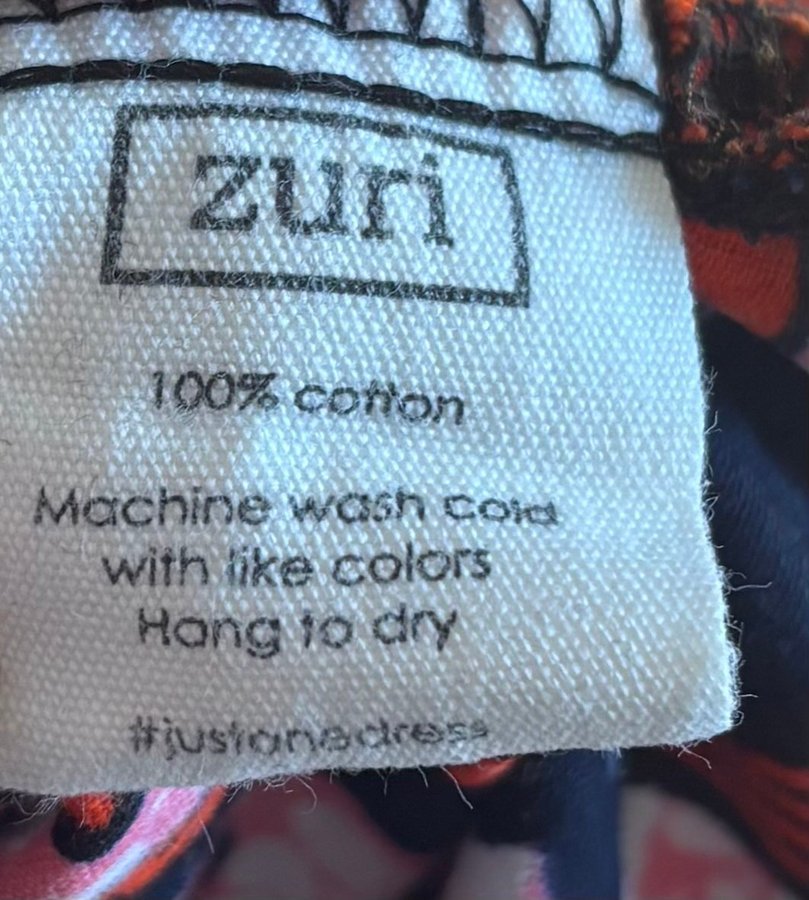 zuri
100% cotton
Machine wash cold
with like colors
Hang to dry
#justonedress